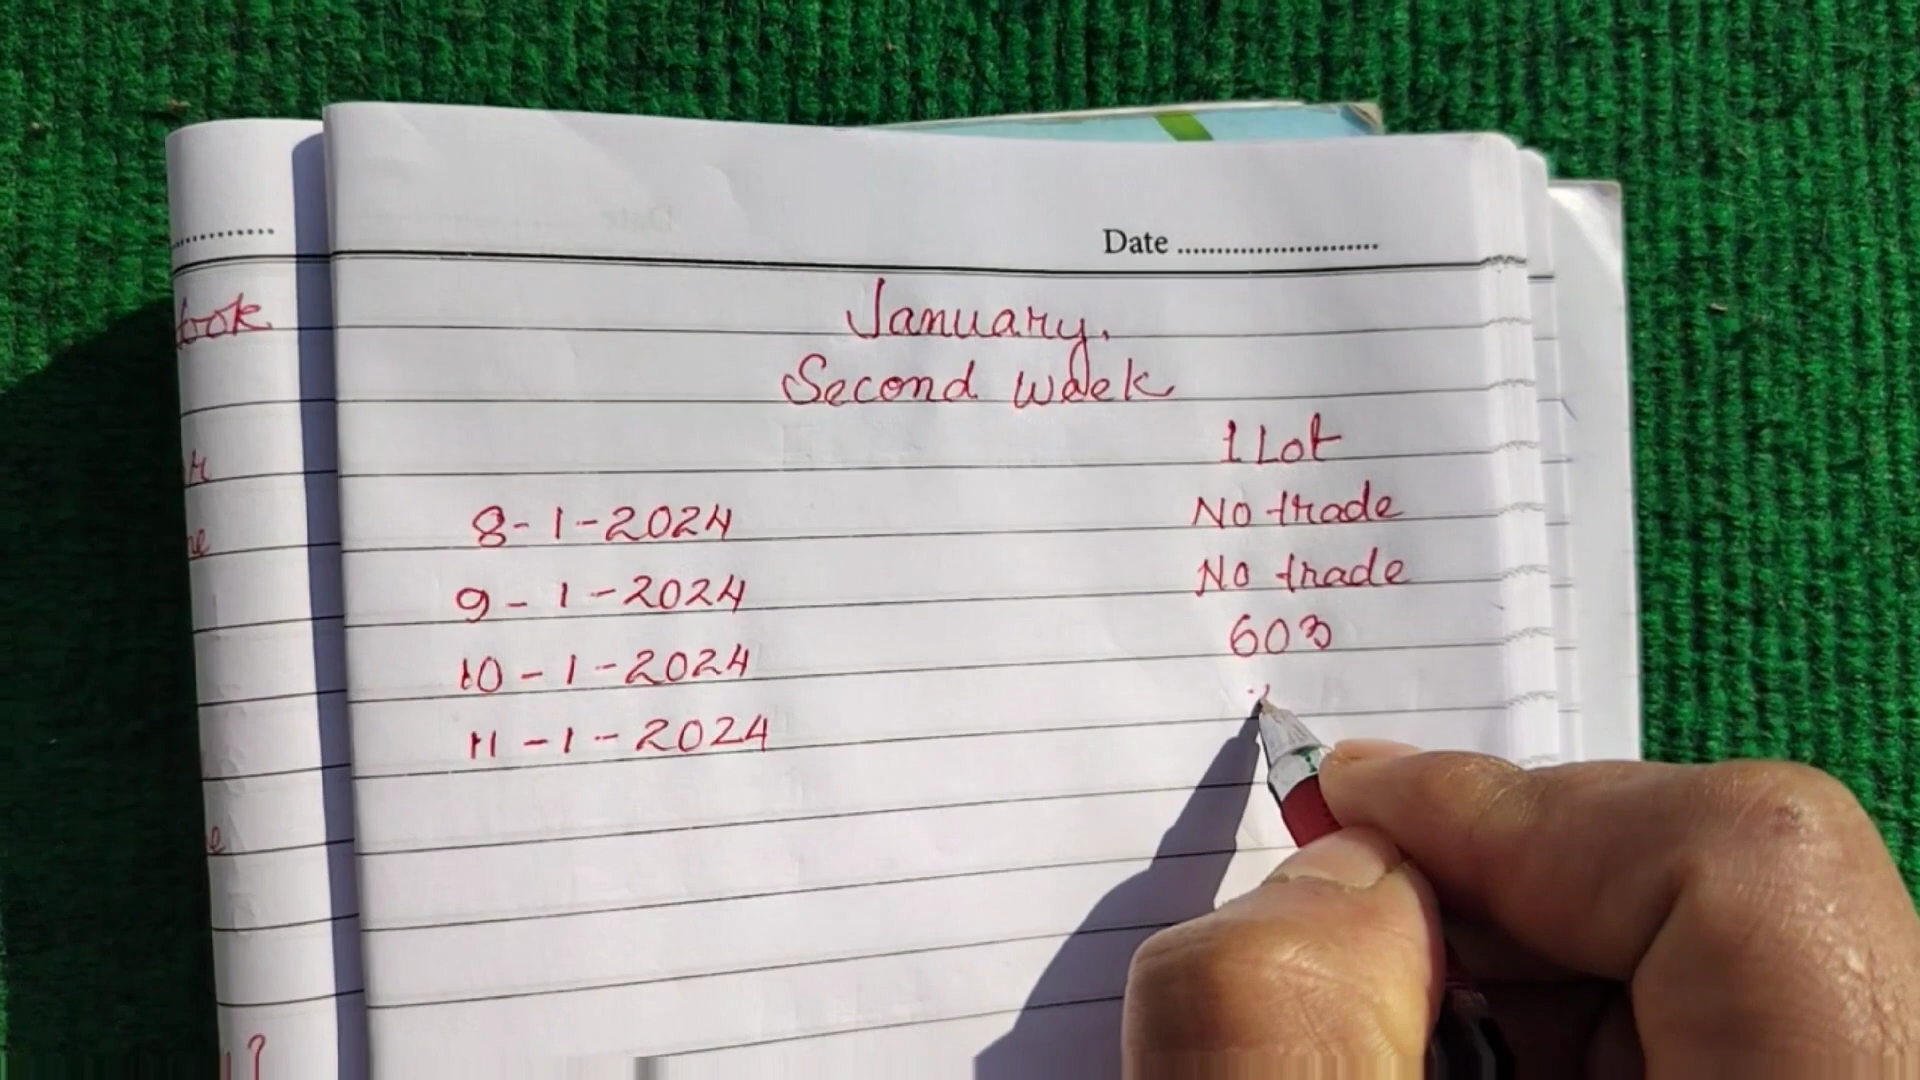 Date ..........................
January.
Second Week
1 Lot
8-1-2024 No trade
9-1-2024 No trade
10-1-2024 603
11-1-2024